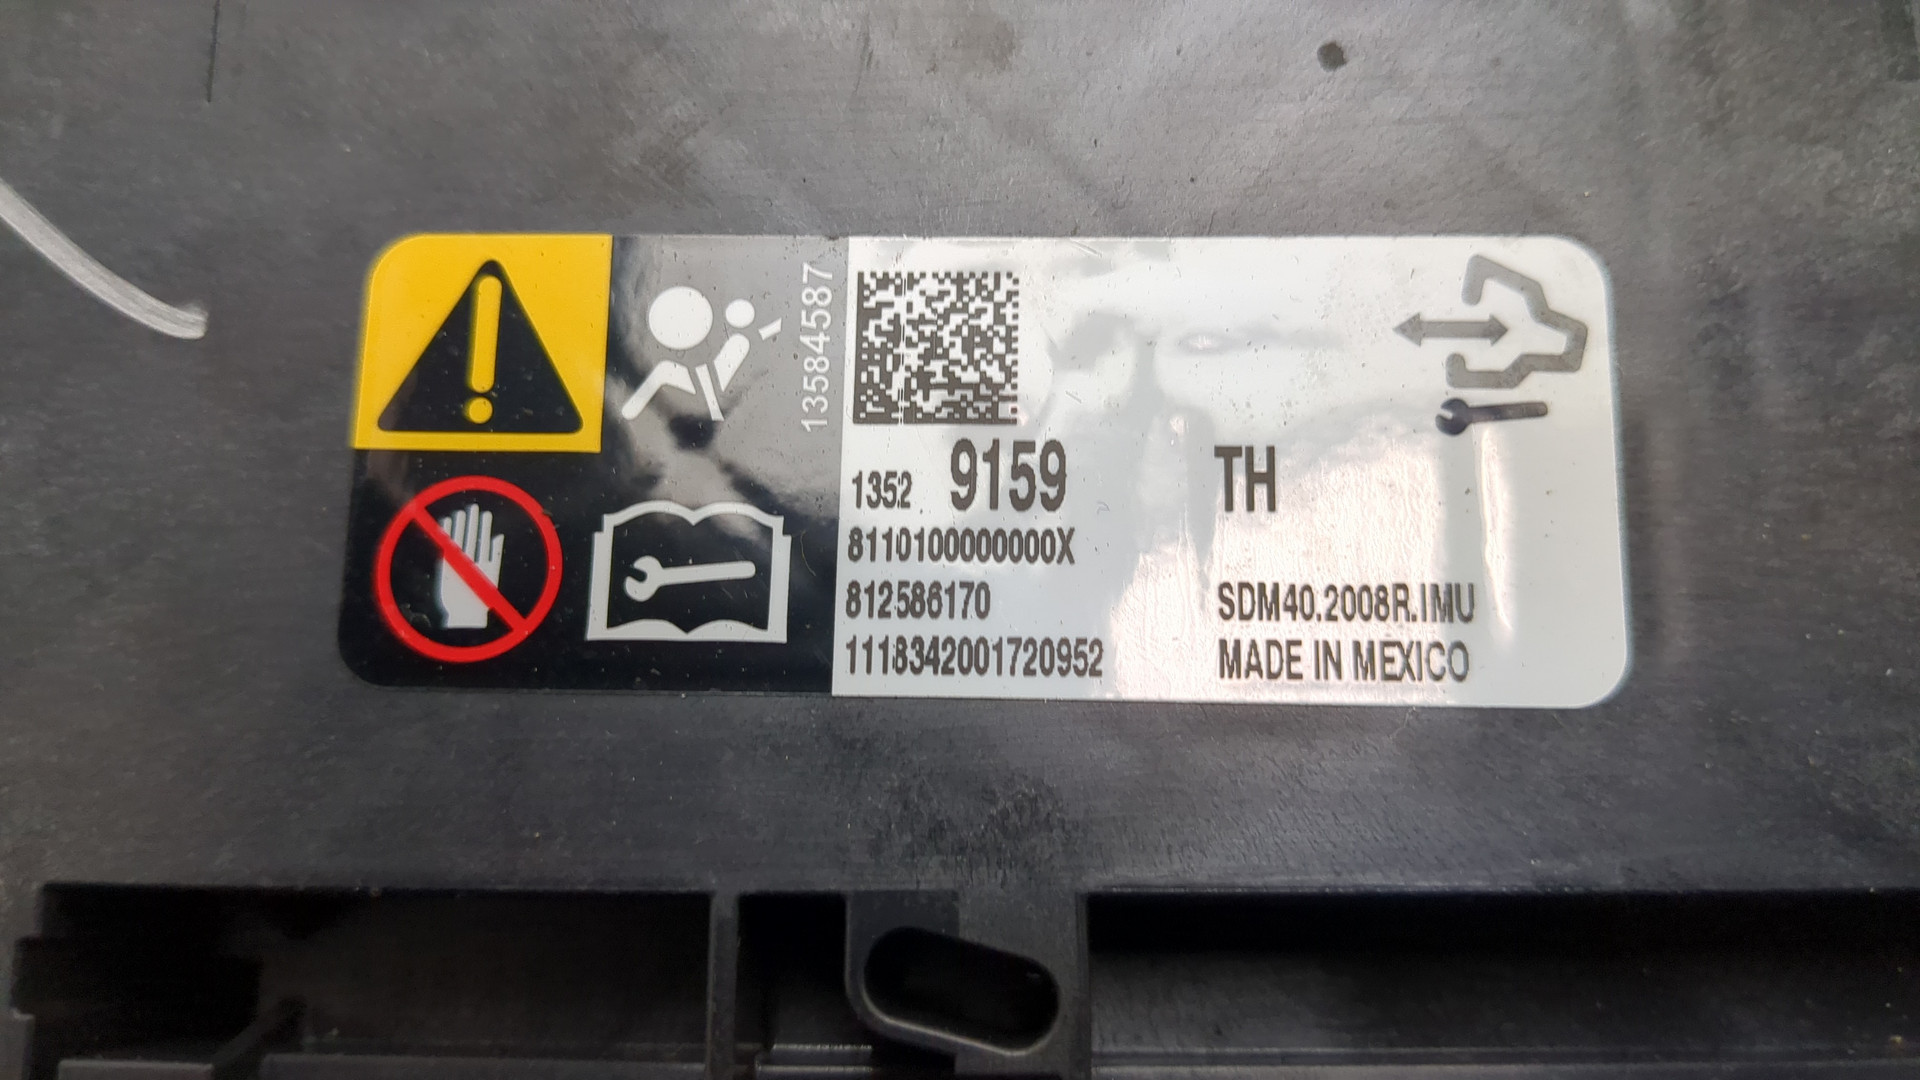 13584587
1352 9159 TH
8110100000000X
812586170 SDM40.2008R.IMU
1118342001720952 MADE IN MEXICO